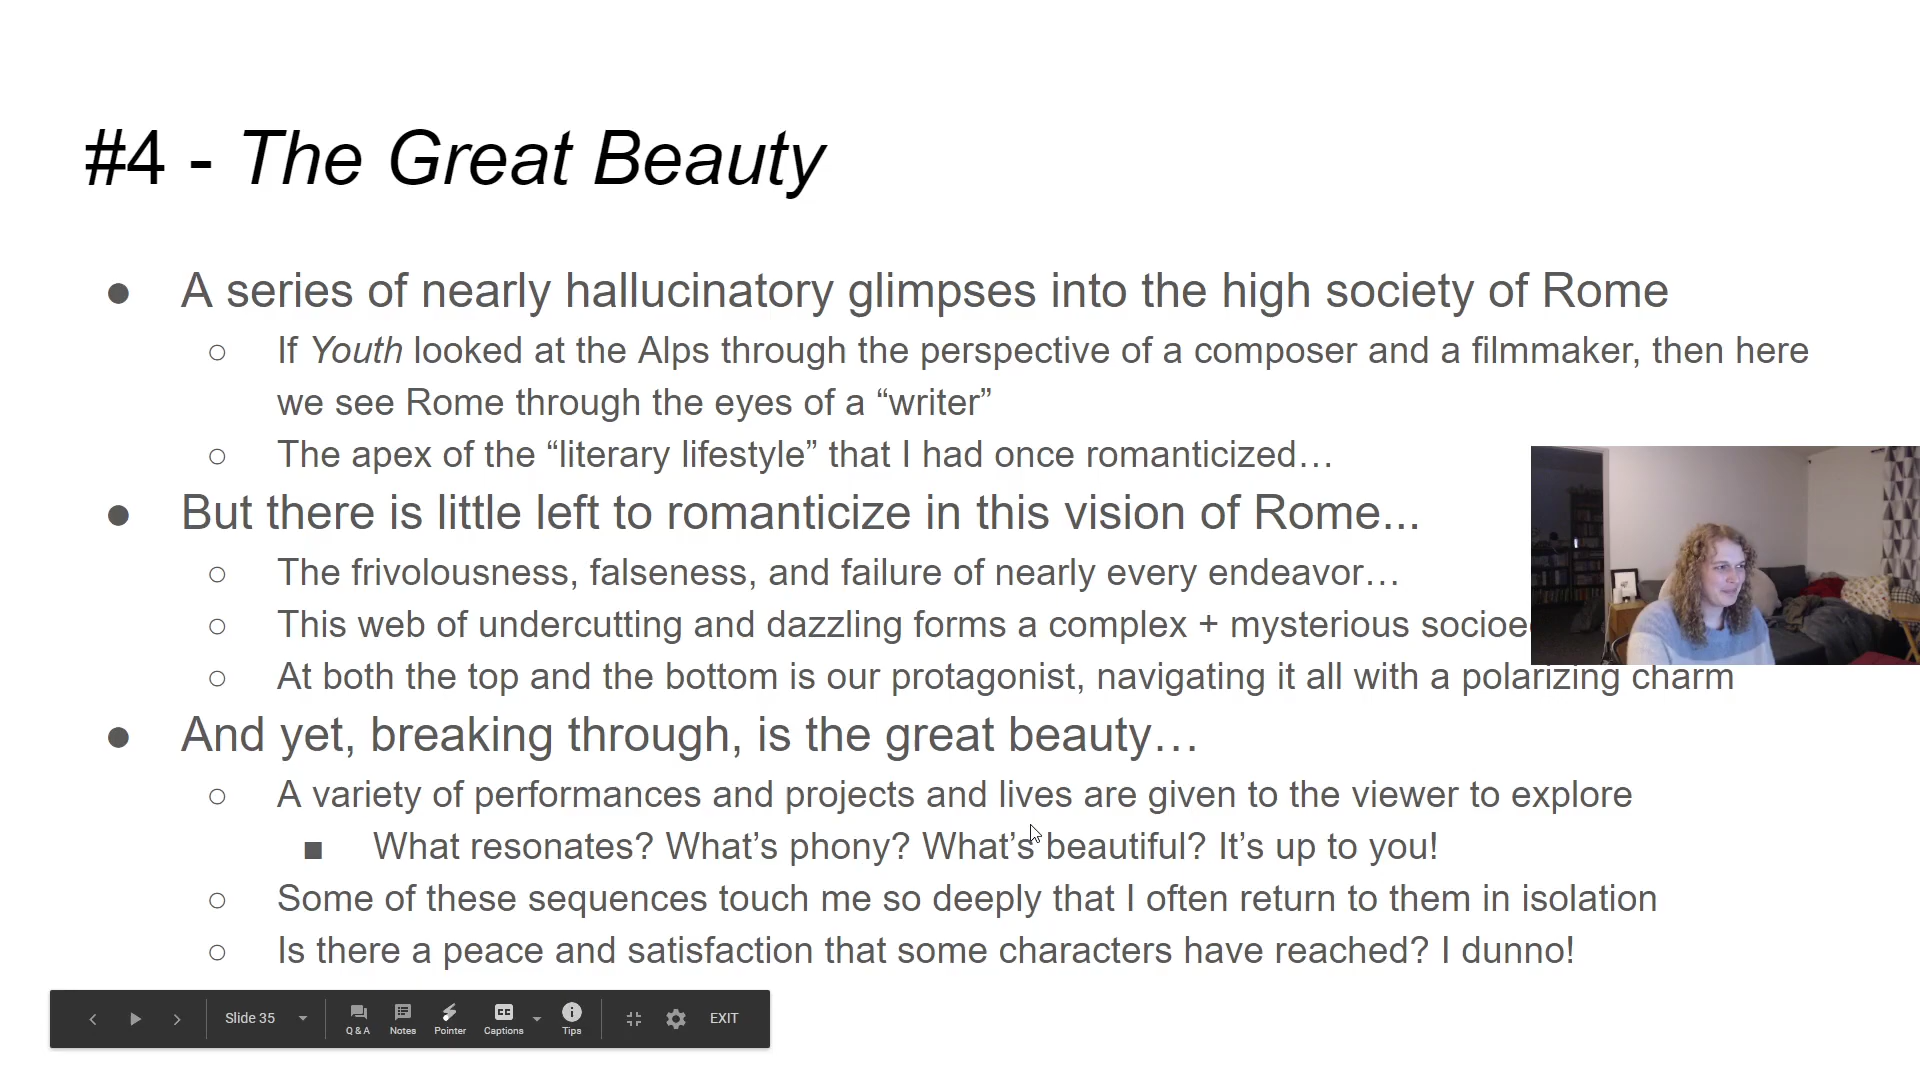 #4 - The Great Beauty
● A series of nearly hallucinatory glimpses into the high society of Rome
○ If Youth looked at the Alps through the perspective of a composer and a filmmaker, then here
we see Rome through the eyes of a “writer”
○ The apex of the “literary lifestyle” that I had once romanticized…
● But there is little left to romanticize in this vision of Rome...
○ The frivolousness, falseness, and failure of nearly every endeavor…
○ This web of undercutting and dazzling forms a complex + mysterious
○ At both the top and the bottom is our protagonist, navigating it all with a polarizing charm
● And yet, breaking through, is the great beauty…
○ A variety of performances and projects and lives are given to the viewer to explore
■ What resonates? What’s phony? What’s beautiful? It’s up to you!
○ Some of these sequences touch me so deeply that I often return to them in isolation
○ Is there a peace and satisfaction that some characters have reached? I dunno!
Slide 35 Q & A Notes Pointer Captions Tips EXIT